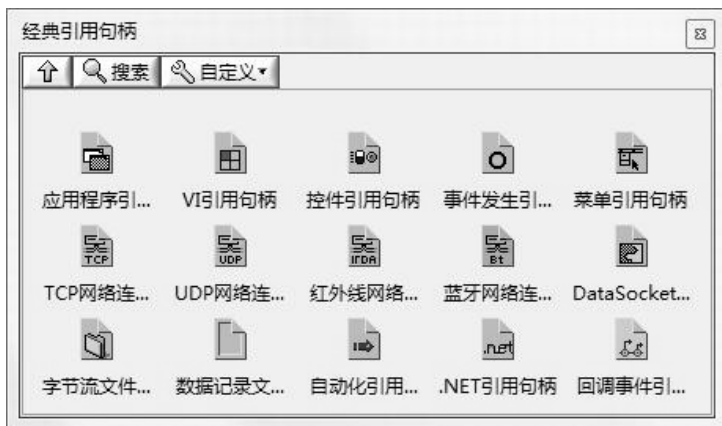 经典引用句柄
搜索 自定义
应用程序引... VI引用句柄 控件引用句柄 事件发生引... 菜单引用句柄
TCP UDP IrDA Bt
TCP网络连... UDP网络连... 红外线网络... 蓝牙网络连... DataSocket...
.net
字节流文件... 数据记录文... 自动化引用... .NET引用句柄 回调事件引...